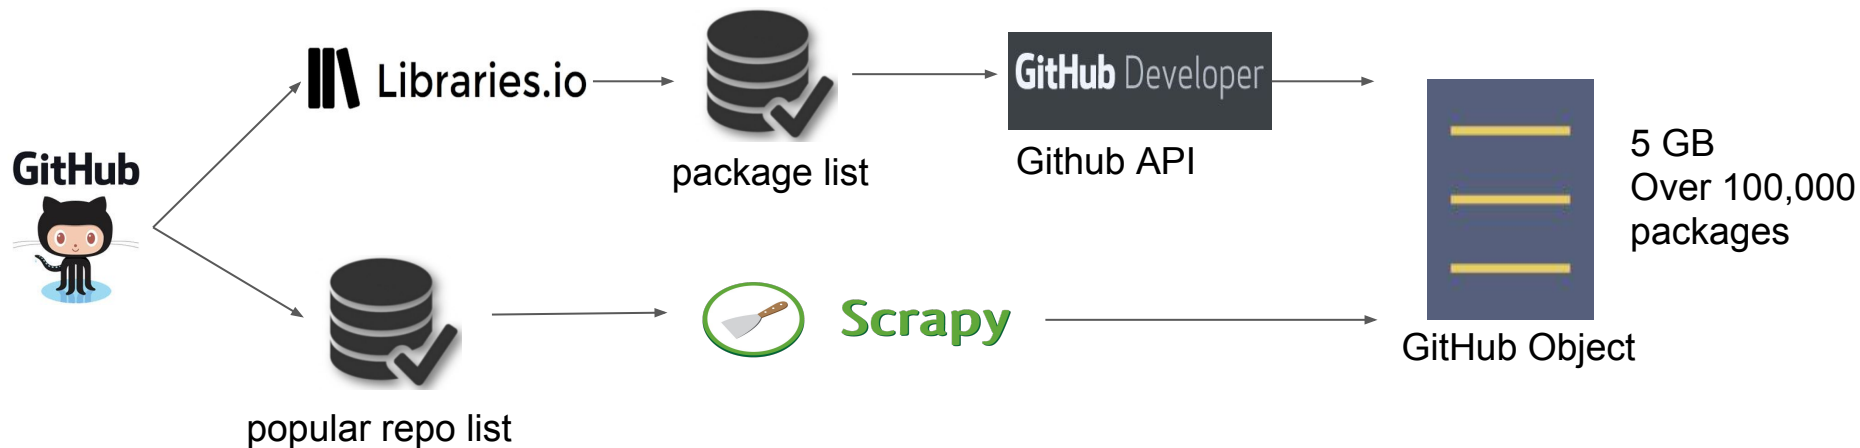 GitHub
Libraries.io
package list
GitHub Developer
Github API
popular repo list
Scrapy
GitHub Object
5 GB
Over 100,000
packages